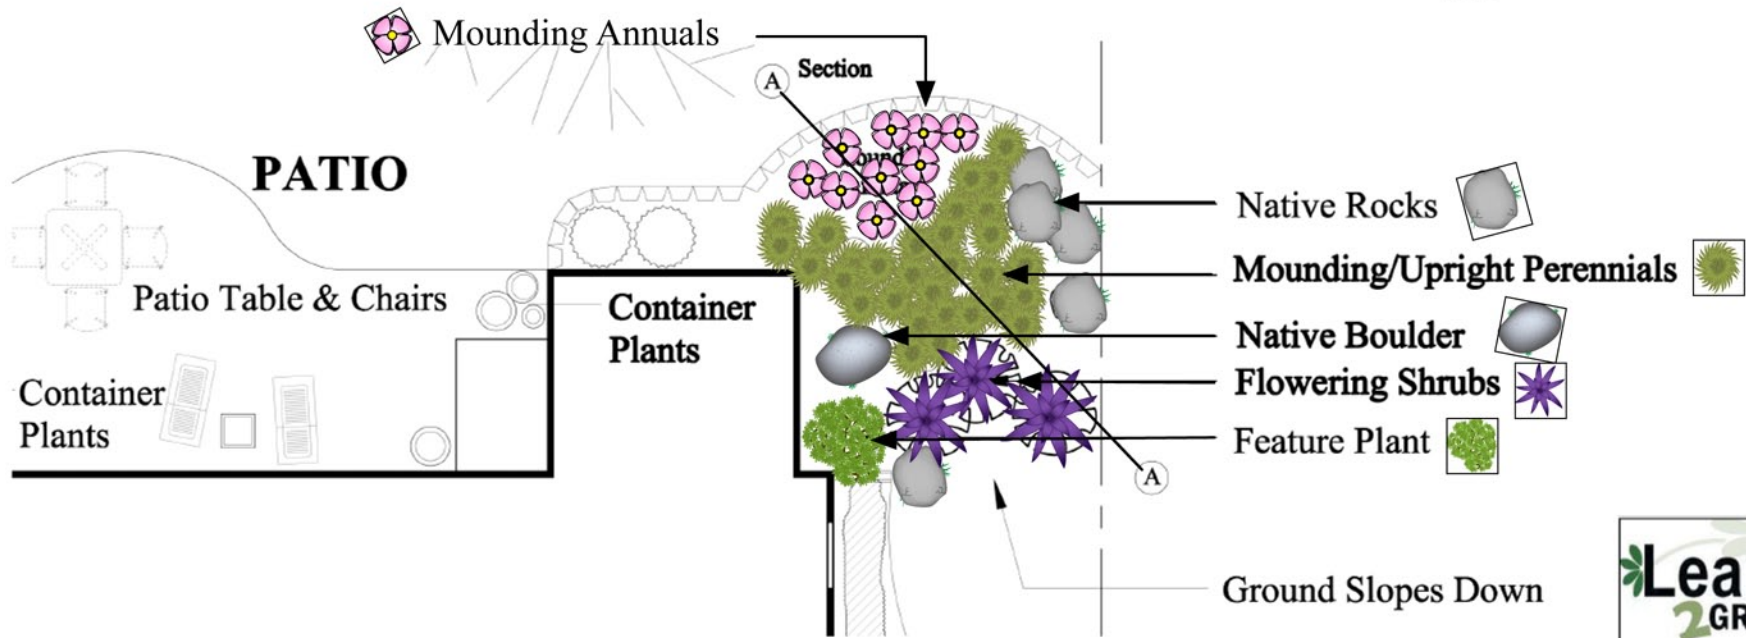 Mounding Annuals
A
Section
PATIO
Native Rocks
Mounding/Upright Perennials
Patio Table & Chairs
Container
Plants
Native Boulder
Flowering Shrubs
Container
Plants
Feature Plant
A
Ground Slopes Down
Lea
2GR